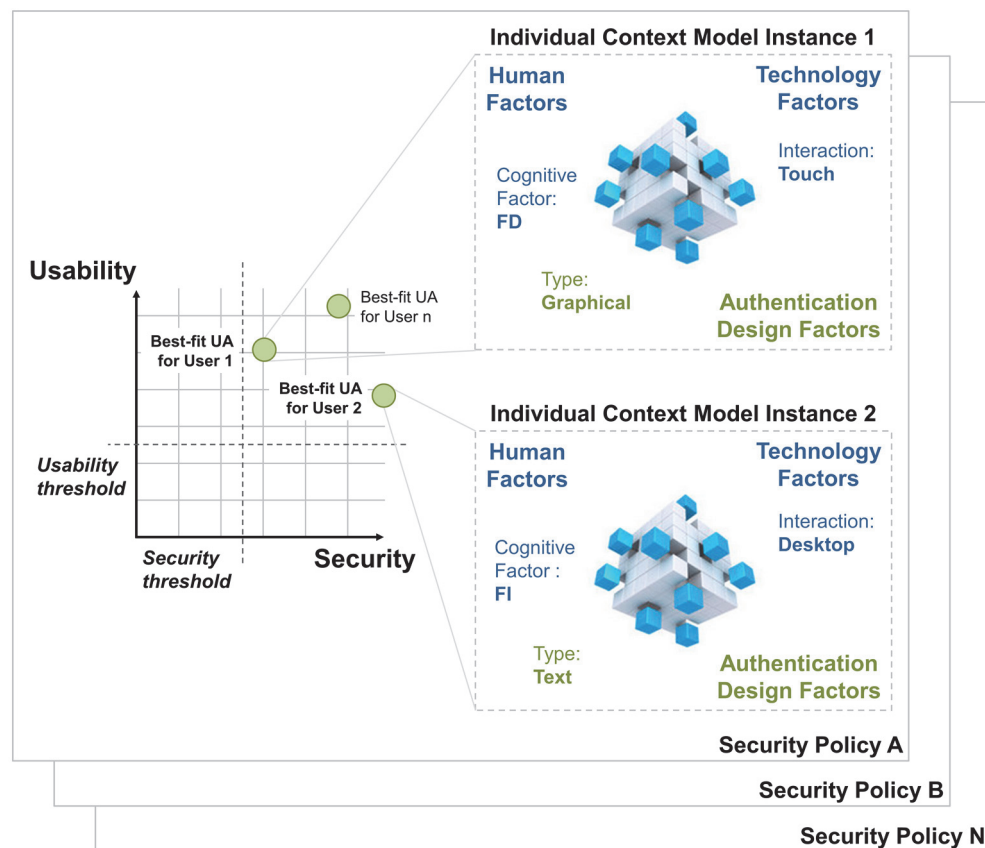 Individual Context Model Instance 1
Human
Factors
Technology
Factors
Cognitive
Factor:
FD
Interaction:
Touch
Type:
Graphical
Authentication
Design Factors
Usability
Best-fit UA
for User n
Best-fit UA
for User 1
Best-fit UA
for User 2
Usability
threshold
Security
threshold
Security
Individual Context Model Instance 2
Human
Factors
Technology
Factors
Cognitive
Factor :
FI
Interaction:
Desktop
Type:
Text
Authentication
Design Factors
Security Policy A
Security Policy B
Security Policy N